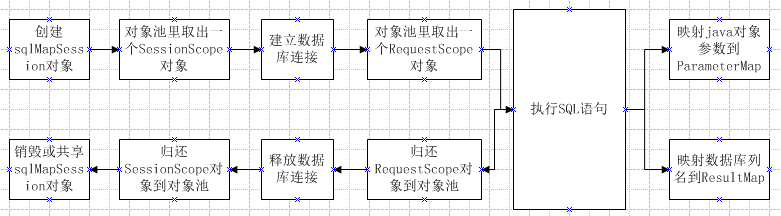 创建
sqlMapSess
ion对象
对象池里取出一
个SessionScope
对象
建立数据
库连接
对象池里取出一
个RequestScope
对象
执行SQL语句
映射java对象
参数到
ParameterMap
销毁或共享
sqlMapSess
ion对象
归还
SessionScope对
象到对象池
释放数据
库连接
归还
RequestScope对
象到对象池
映射数据库列
名到ResultMap